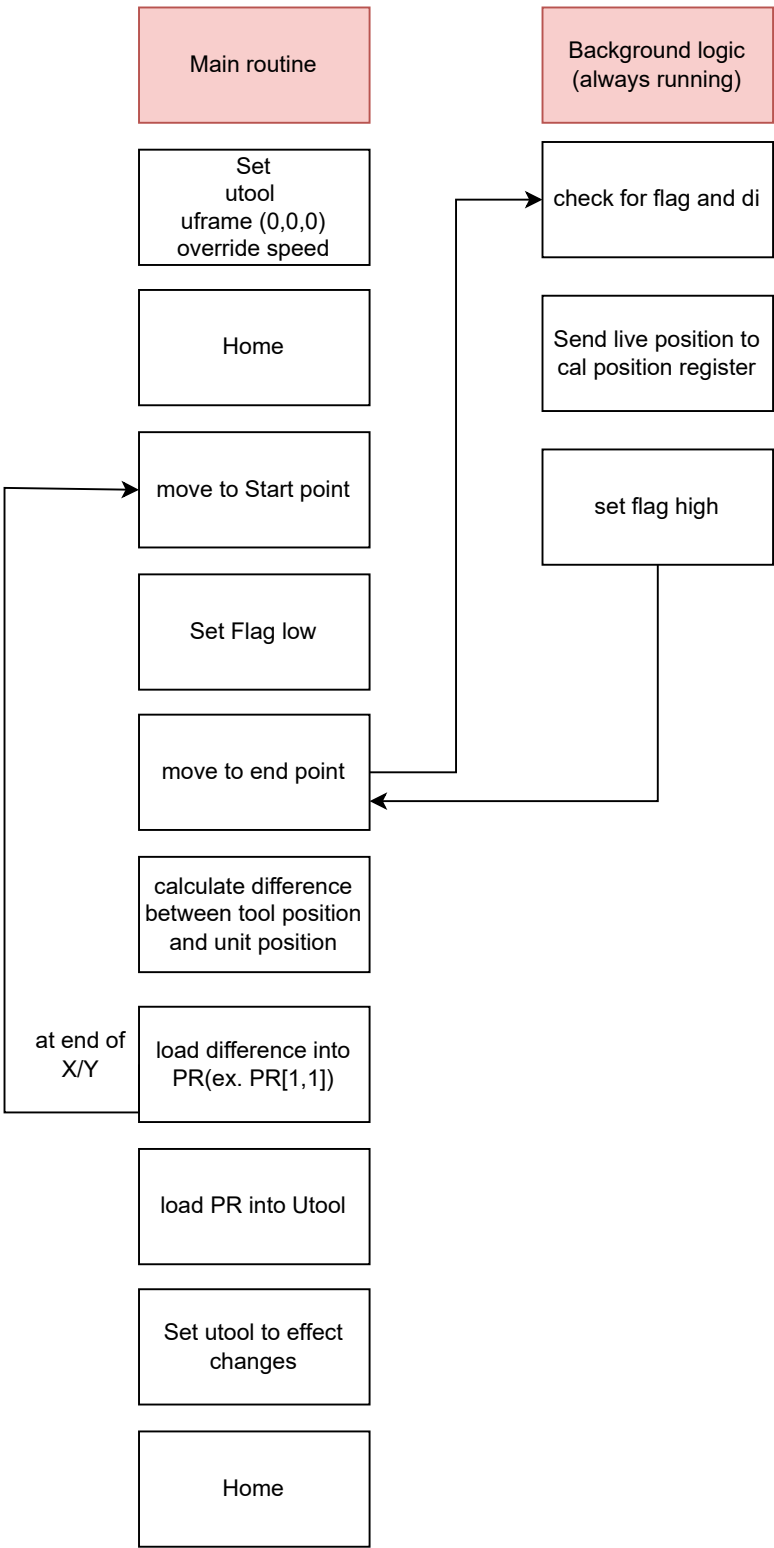 Main routine
Set
utool
uframe (0,0,0)
override speed
Home
move to Start point
Set Flag low
move to end point
calculate difference
between tool position
and unit position
at end of
X/Y
load difference into
PR(ex. PR[1,1])
load PR into Utool
Set utool to effect
changes
Home
Background logic
(always running)
check for flag and di
Send live position to
cal position register
set flag high